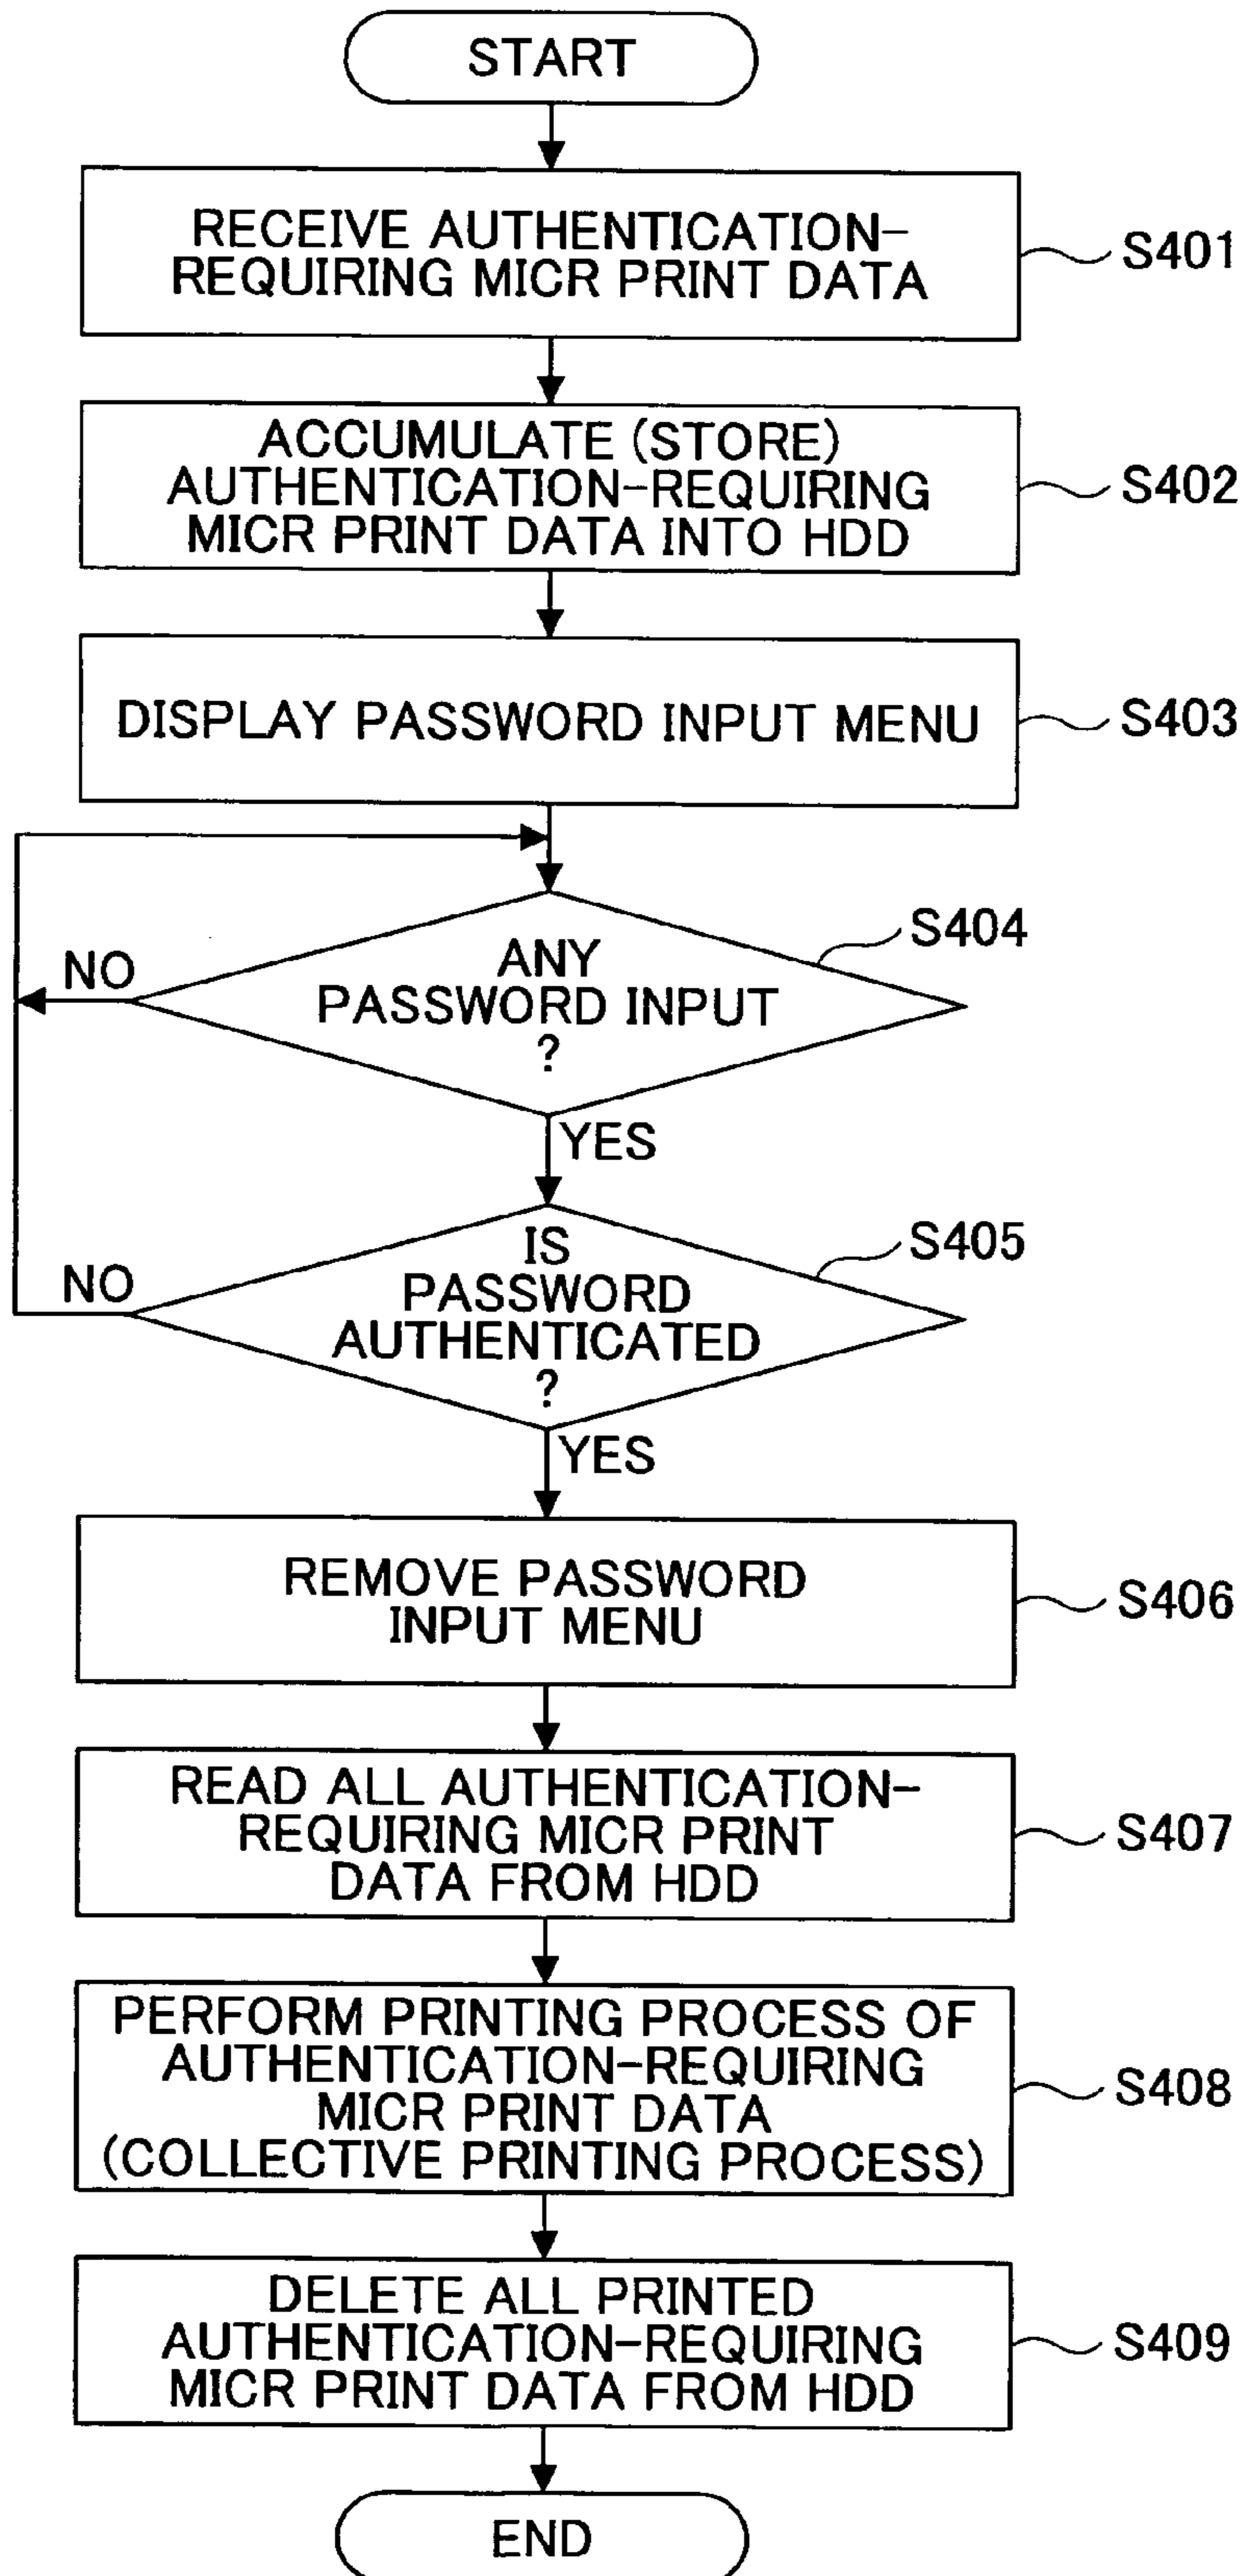 START
RECEIVE AUTHENTICATION-
REQUIRING MICR PRINT DATA
S401
ACCUMULATE (STORE)
AUTHENTICATION-REQUIRING
MICR PRINT DATA INTO HDD
S402
DISPLAY PASSWORD INPUT MENU
S403
ANY
PASSWORD INPUT
?
S404
NO
YES
IS
PASSWORD
AUTHENTICATED
?
S405
NO
YES
REMOVE PASSWORD
INPUT MENU
S406
READ ALL AUTHENTICATION-
REQUIRING MICR PRINT
DATA FROM HDD
S407
PERFORM PRINTING PROCESS OF
AUTHENTICATION-REQUIRING
MICR PRINT DATA
(COLLECTIVE PRINTING PROCESS)
S408
DELETE ALL PRINTED
AUTHENTICATION-REQUIRING
MICR PRINT DATA FROM HDD
S409
END